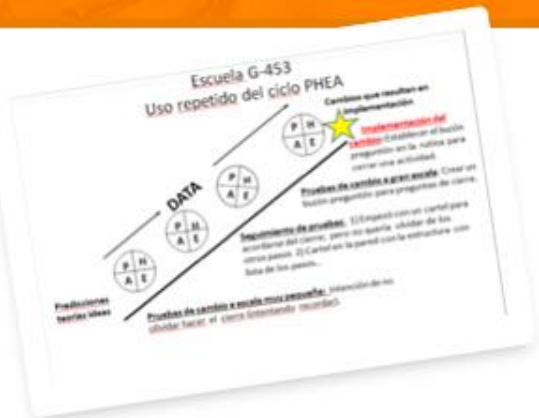 Escuela G-453
Uso repetido del ciclo PHEA
Cambios que resultan en
implementación
Implementación del
cambio: Establecer el buzón
preguntón en la rutina para
cerrar una actividad.
P H
A E
Pruebas de cambio a gran escala: Crear un
buzón preguntón para preguntas de cierre.
P H
A E
DATA
P H
A E
Seguimiento de pruebas: 1) Empezó con un cartel para
acordarse del cierre, pero no quería olvidar de los
otros pasos 2) Cartel en la pared con la estructura con
lista de los pasos...
P H
A E
Predicciones
teorías ideas
Pruebas de cambio a escala muy pequeña: Intención de no
olvidar hacer el cierre (intentando recordar).